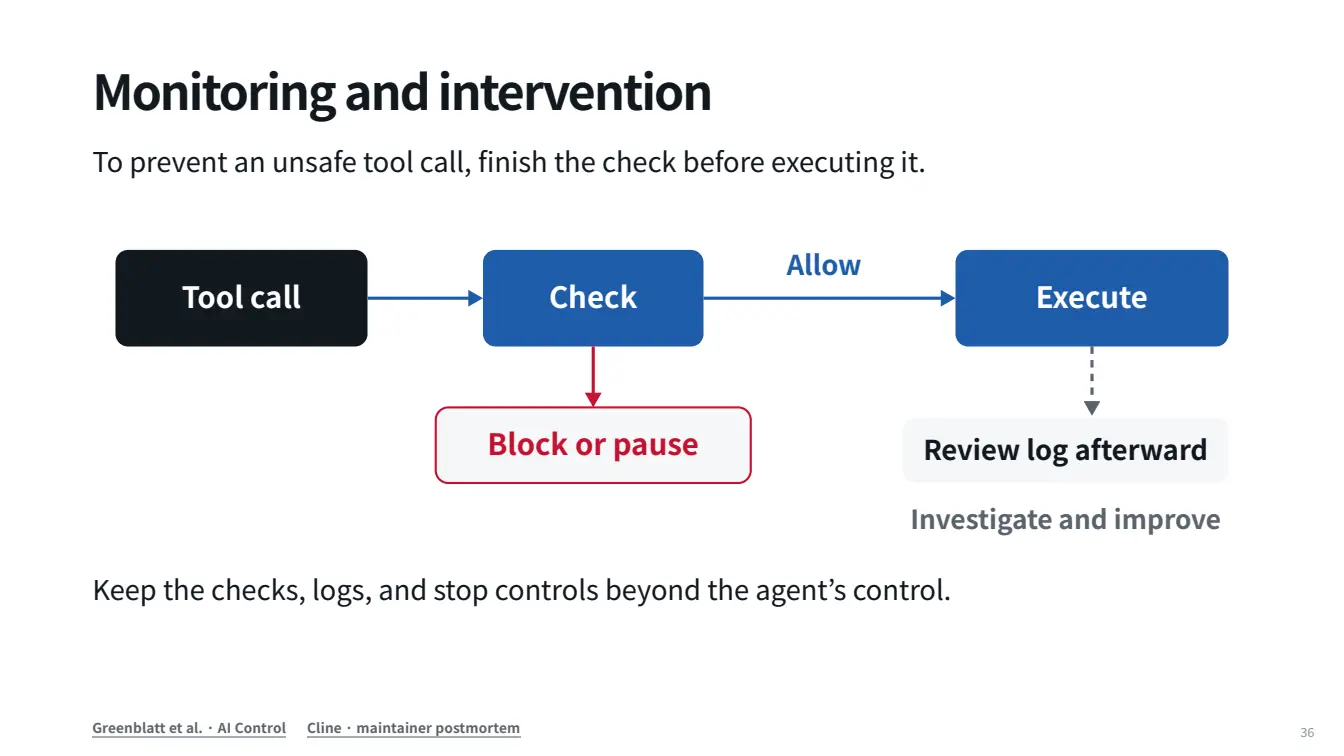 Monitoring and intervention
To prevent an unsafe tool call, finish the check before executing it.
Tool call
Check
Allow
Execute
Block or pause
Review log afterward
Investigate and improve
Keep the checks, logs, and stop controls beyond the agent’s control.
Greenblatt et al. · AI Control
Cline · maintainer postmortem
36